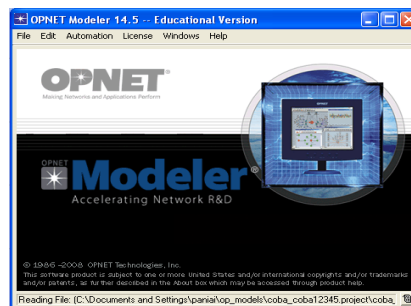 OPNET Modeler 14.5 -- Educational Version
File Edit Automation License Windows Help
OPNET®
Making Networks and Applications Perform
OPNET
OPNET
Modeler®
Accelerating Network R&D
© 1986-2008 OPNET Technologies, Inc.
This software product is subject to one or more United States and/or international copyrights and/or trademarks
and/or patents, as further described in the About box which may be accessed through product help.
Reading File: (C:\Documents and Settings\paniai\op_models\coba_coba12345.project\coba_